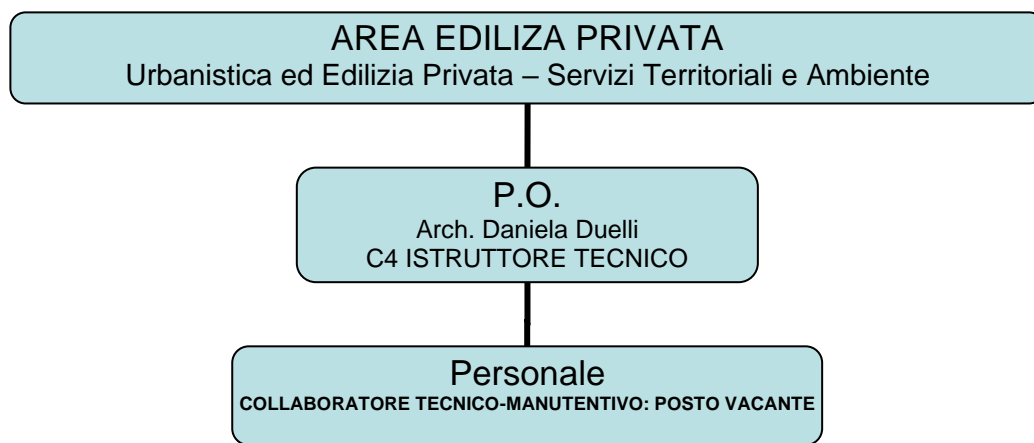 AREA EDILIZA PRIVATA
Urbanistica ed Edilizia Privata – Servizi Territoriali e Ambiente
P.O.
Arch. Daniela Duelli
C4 ISTRUTTORE TECNICO
Personale
COLLABORATORE TECNICO-MANUTENTIVO: POSTO VACANTE